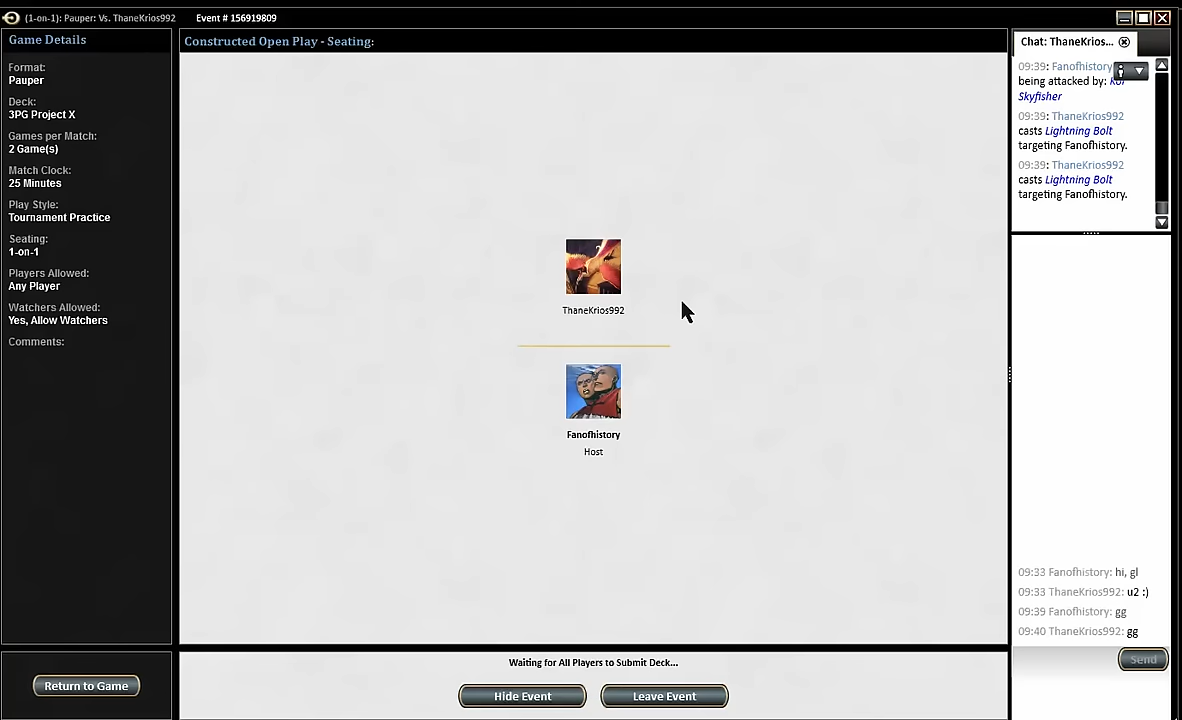 (1-on-1): Pauper: Vs. ThaneKrios992 Event # 156919809
Game Details
Format:
Pauper
Deck:
3PG Project X
Games per Match:
2 Game(s)
Match Clock:
25 Minutes
Play Style:
Tournament Practice
Seating:
1-on-1
Players Allowed:
Any Player
Watchers Allowed:
Yes, Allow Watchers
Comments:
Return to Game
Constructed Open Play - Seating:
ThaneKrios992
Fanofhistory
Host
Waiting for All Players to Submit Deck...
Hide Event Leave Event
Chat: ThaneKrios...
09:39: Fanofhistory
being attacked by: Kor
Skyfisher
09:39: ThaneKrios992
casts Lightning Bolt
targeting Fanofhistory.
09:39: ThaneKrios992
casts Lightning Bolt
targeting Fanofhistory.
09:33 Fanofhistory: hi, gl
09:33 ThaneKrios992: u2 :)
09:39 Fanofhistory: gg
09:40 ThaneKrios992: gg
Send